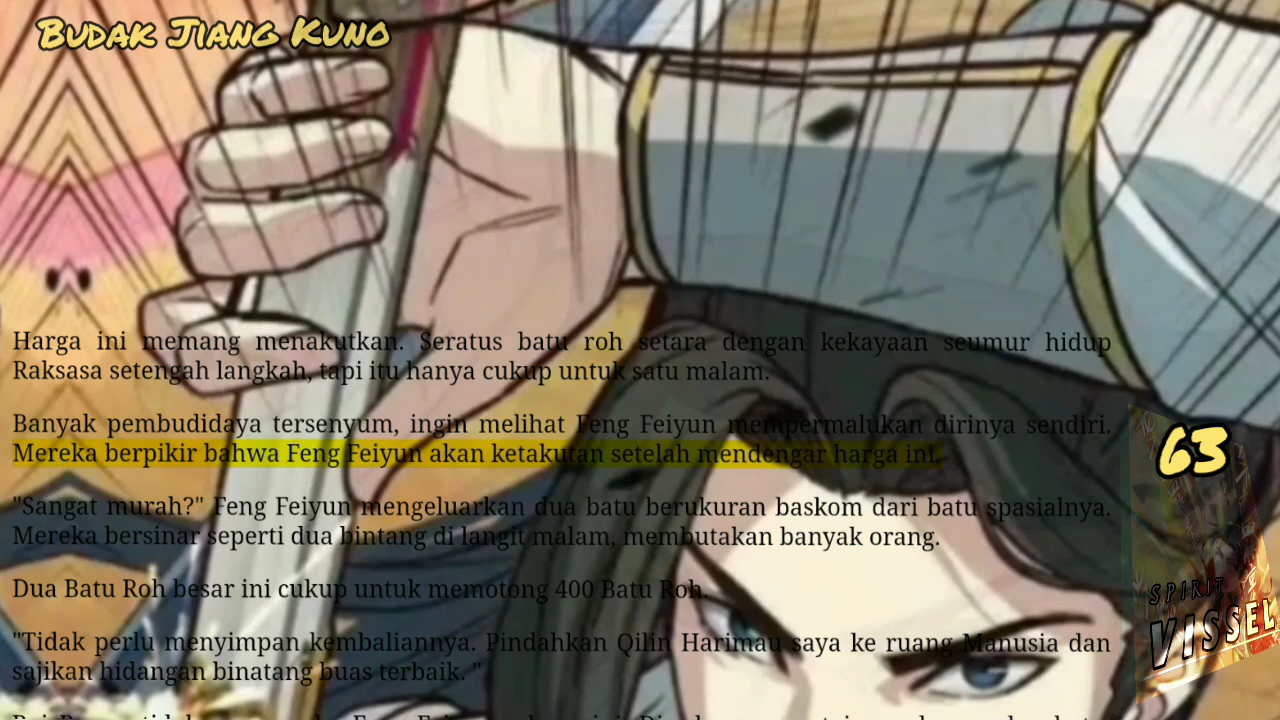 Budak Jiang Kuno
Harga ini memang menakutkan. Seratus batu roh setara dengan kekayaan seumur hidup
Raksasa setengah langkah, tapi itu hanya cukup untuk satu malam.
Banyak pembudidaya tersenyum, ingin melihat Feng Feiyun mempermalukan dirinya sendiri.
Mereka berpikir bahwa Feng Feiyun akan ketakutan setelah mendengar harga ini.
"Sangat murah?" Feng Feiyun mengeluarkan dua batu berukuran baskom dari batu spasialnya.
Mereka bersinar seperti dua bintang di langit malam, membutakan banyak orang.
Dua Batu Roh besar ini cukup untuk memotong 400 Batu Roh.
"Tidak perlu menyimpan kembaliannya. Pindahkan Qilin Harimau saya ke ruang Manusia dan
sajikan hidangan binatang buas terbaik. "
63
SPIRIT
VISSEL